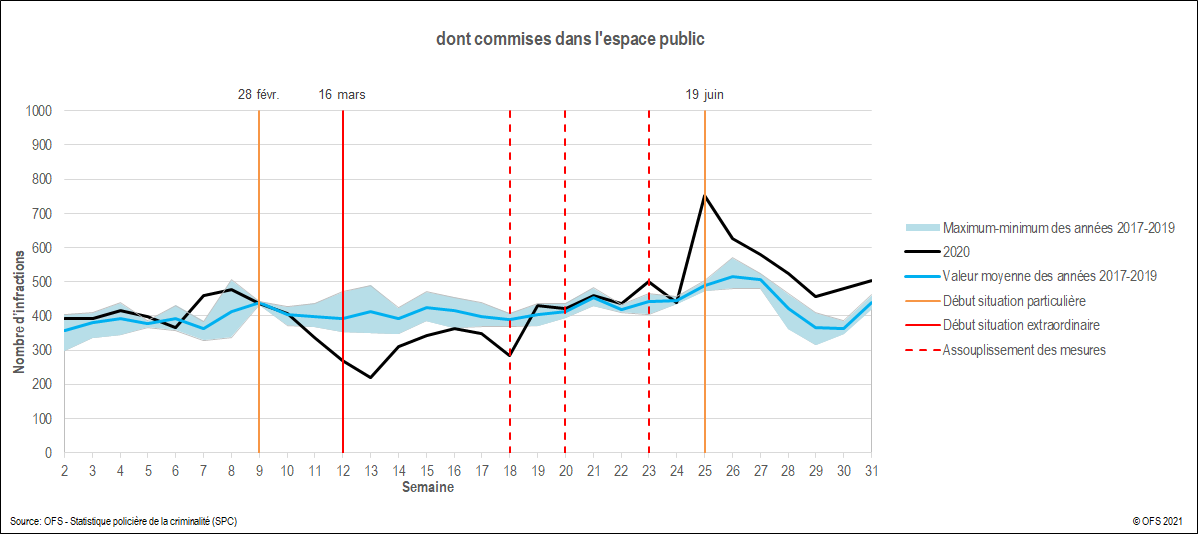 dont commises dans l'espace public
28 févr.
16 mars
19 juin
Nombre d'infractions
1000
900
800
700
600
500
400
300
200
100
0
2 3 4 5 6 7 8 9 10 11 12 13 14 15 16 17 18 19 20 21 22 23 24 25 26 27 28 29 30 31
Semaine
Maximum-minimum des années 2017-2019
2020
Valeur moyenne des années 2017-2019
Début situation particulière
Début situation extraordinaire
Assouplissement des mesures
Source: OFS - Statistique policière de la criminalité (SPC)
© OFS 2021